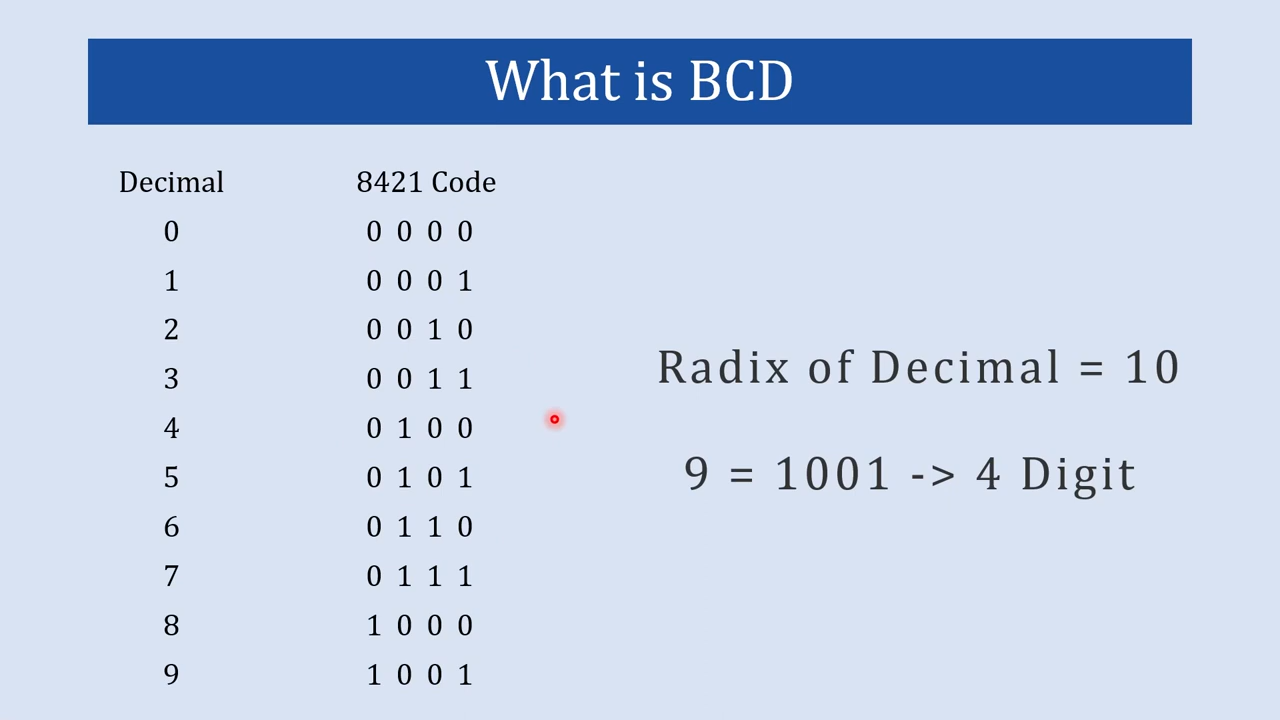 What is BCD
Decimal 8421 Code
0 0 0 0 0
1 0 0 0 1
2 0 0 1 0
3 0 0 1 1
4 0 1 0 0
5 0 1 0 1
6 0 1 1 0
7 0 1 1 1
8 1 0 0 0
9 1 0 0 1
Radix of Decimal = 10
9 = 1001 -> 4 Digit